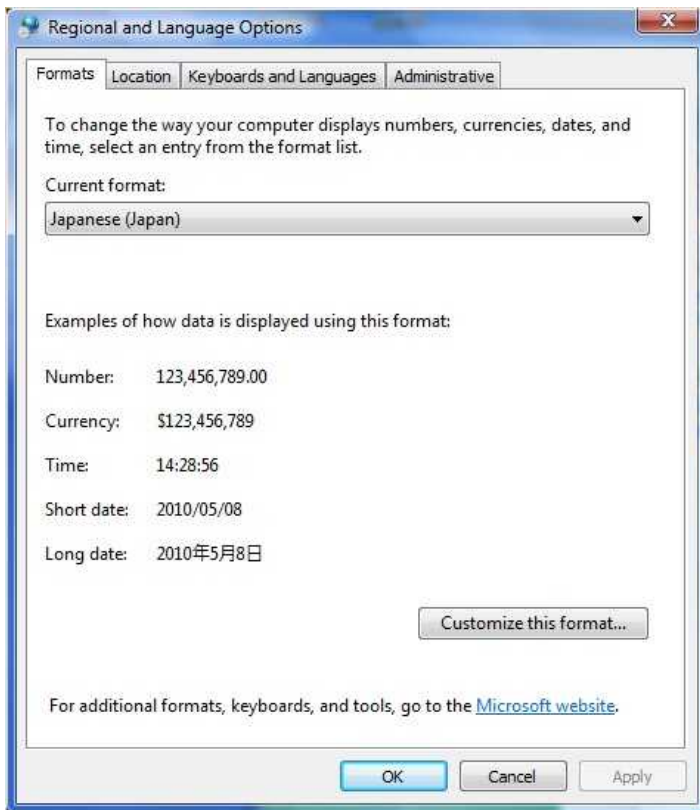 Regional and Language Options
Formats Location Keyboards and Languages Administrative
To change the way your computer displays numbers, currencies, dates, and
time, select an entry from the format list.
Current format:
Japanese (Japan)
Examples of how data is displayed using this format:
Number: 123,456,789.00
Currency: $123,456,789
Time: 14:28:56
Short date: 2010/05/08
Long date: 2010年5月8日
Customize this format...
For additional formats, keyboards, and tools, go to the Microsoft website.
OK Cancel Apply